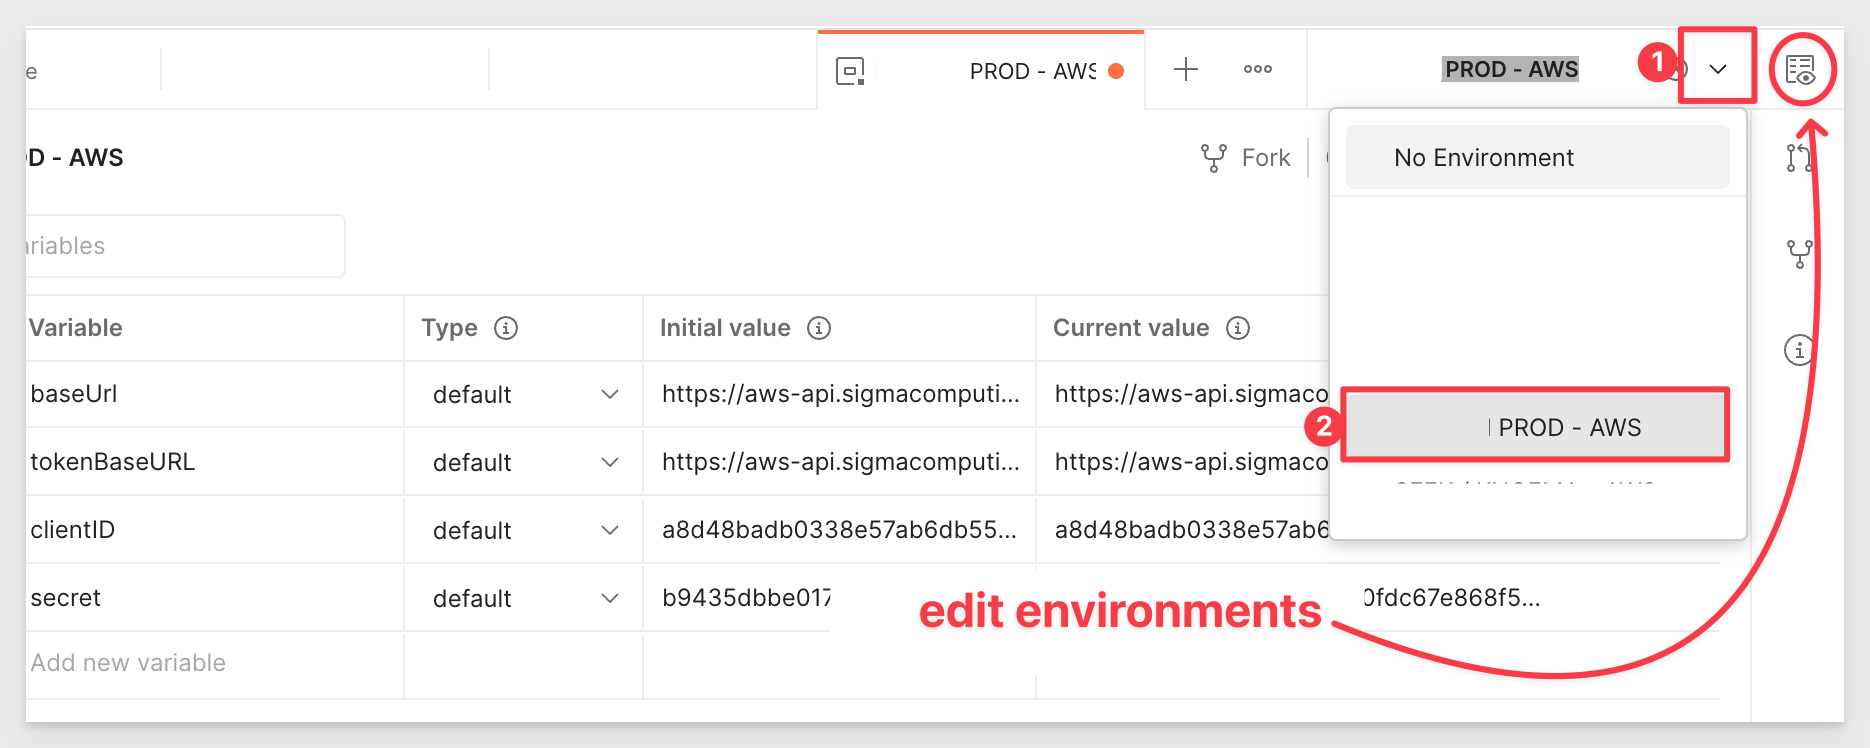 e
PROD - AWS
PROD - AWS
1
D - AWS
Fork
No Environment
ariables
Variable
Type
Initial value
Current value
baseUrl
default
https://aws-api.sigmacomputi...
https://aws-api.sigmaco
2
PROD - AWS
tokenBaseURL
default
https://aws-api.sigmacomputi...
https://aws-api.sigmaco
clientID
default
a8d48badb0338e57ab6db55...
a8d48badb0338e57ab6
secret
default
b9435dbbe017
edit environments
0fdc67e868f5...
Add new variable